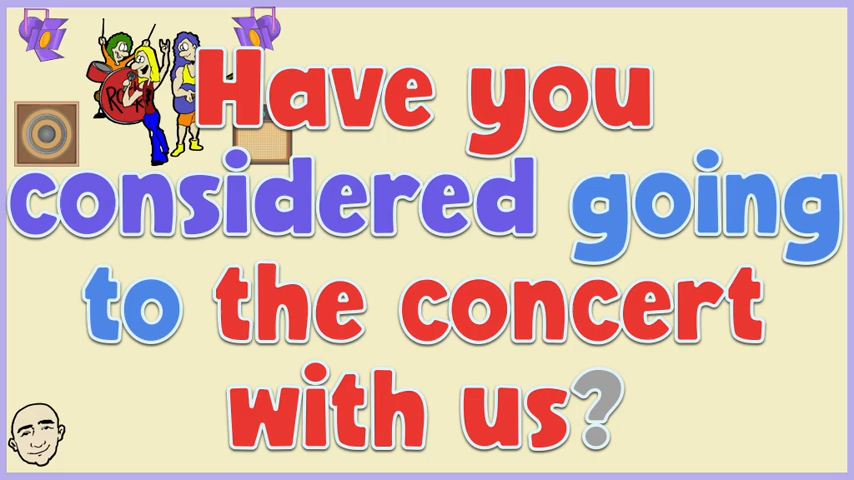 Have you
considered going
to the concert
with us?